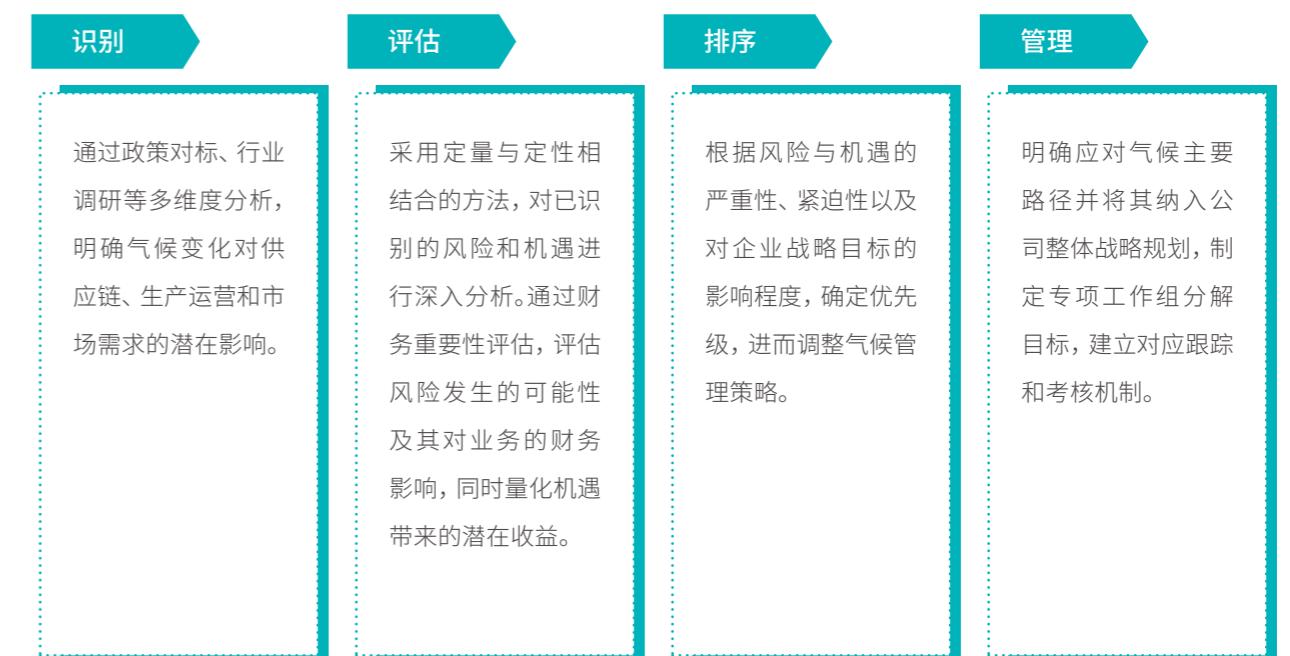 识别
通过政策对标、行业
调研等多维度分析，
明确气候变化对供
应链、生产运营和市
场需求的潜在影响。
评估
采用定量与定性相
结合的方法，对已识
别的风险和机遇进
行深入分析。通过财
务重要性评估，评估
风险发生的可能性
及其对业务的财务
影响，同时量化机遇
带来的潜在收益。
排序
根据风险与机遇的
严重性、紧迫性以及
对企业战略目标的
影响程度，确定优先
级，进而调整气候管
理策略。
管理
明确应对气候主要
路径并将其纳入公
司整体战略规划，制
定专项工作组分解
目标，建立对应跟踪
和考核机制。